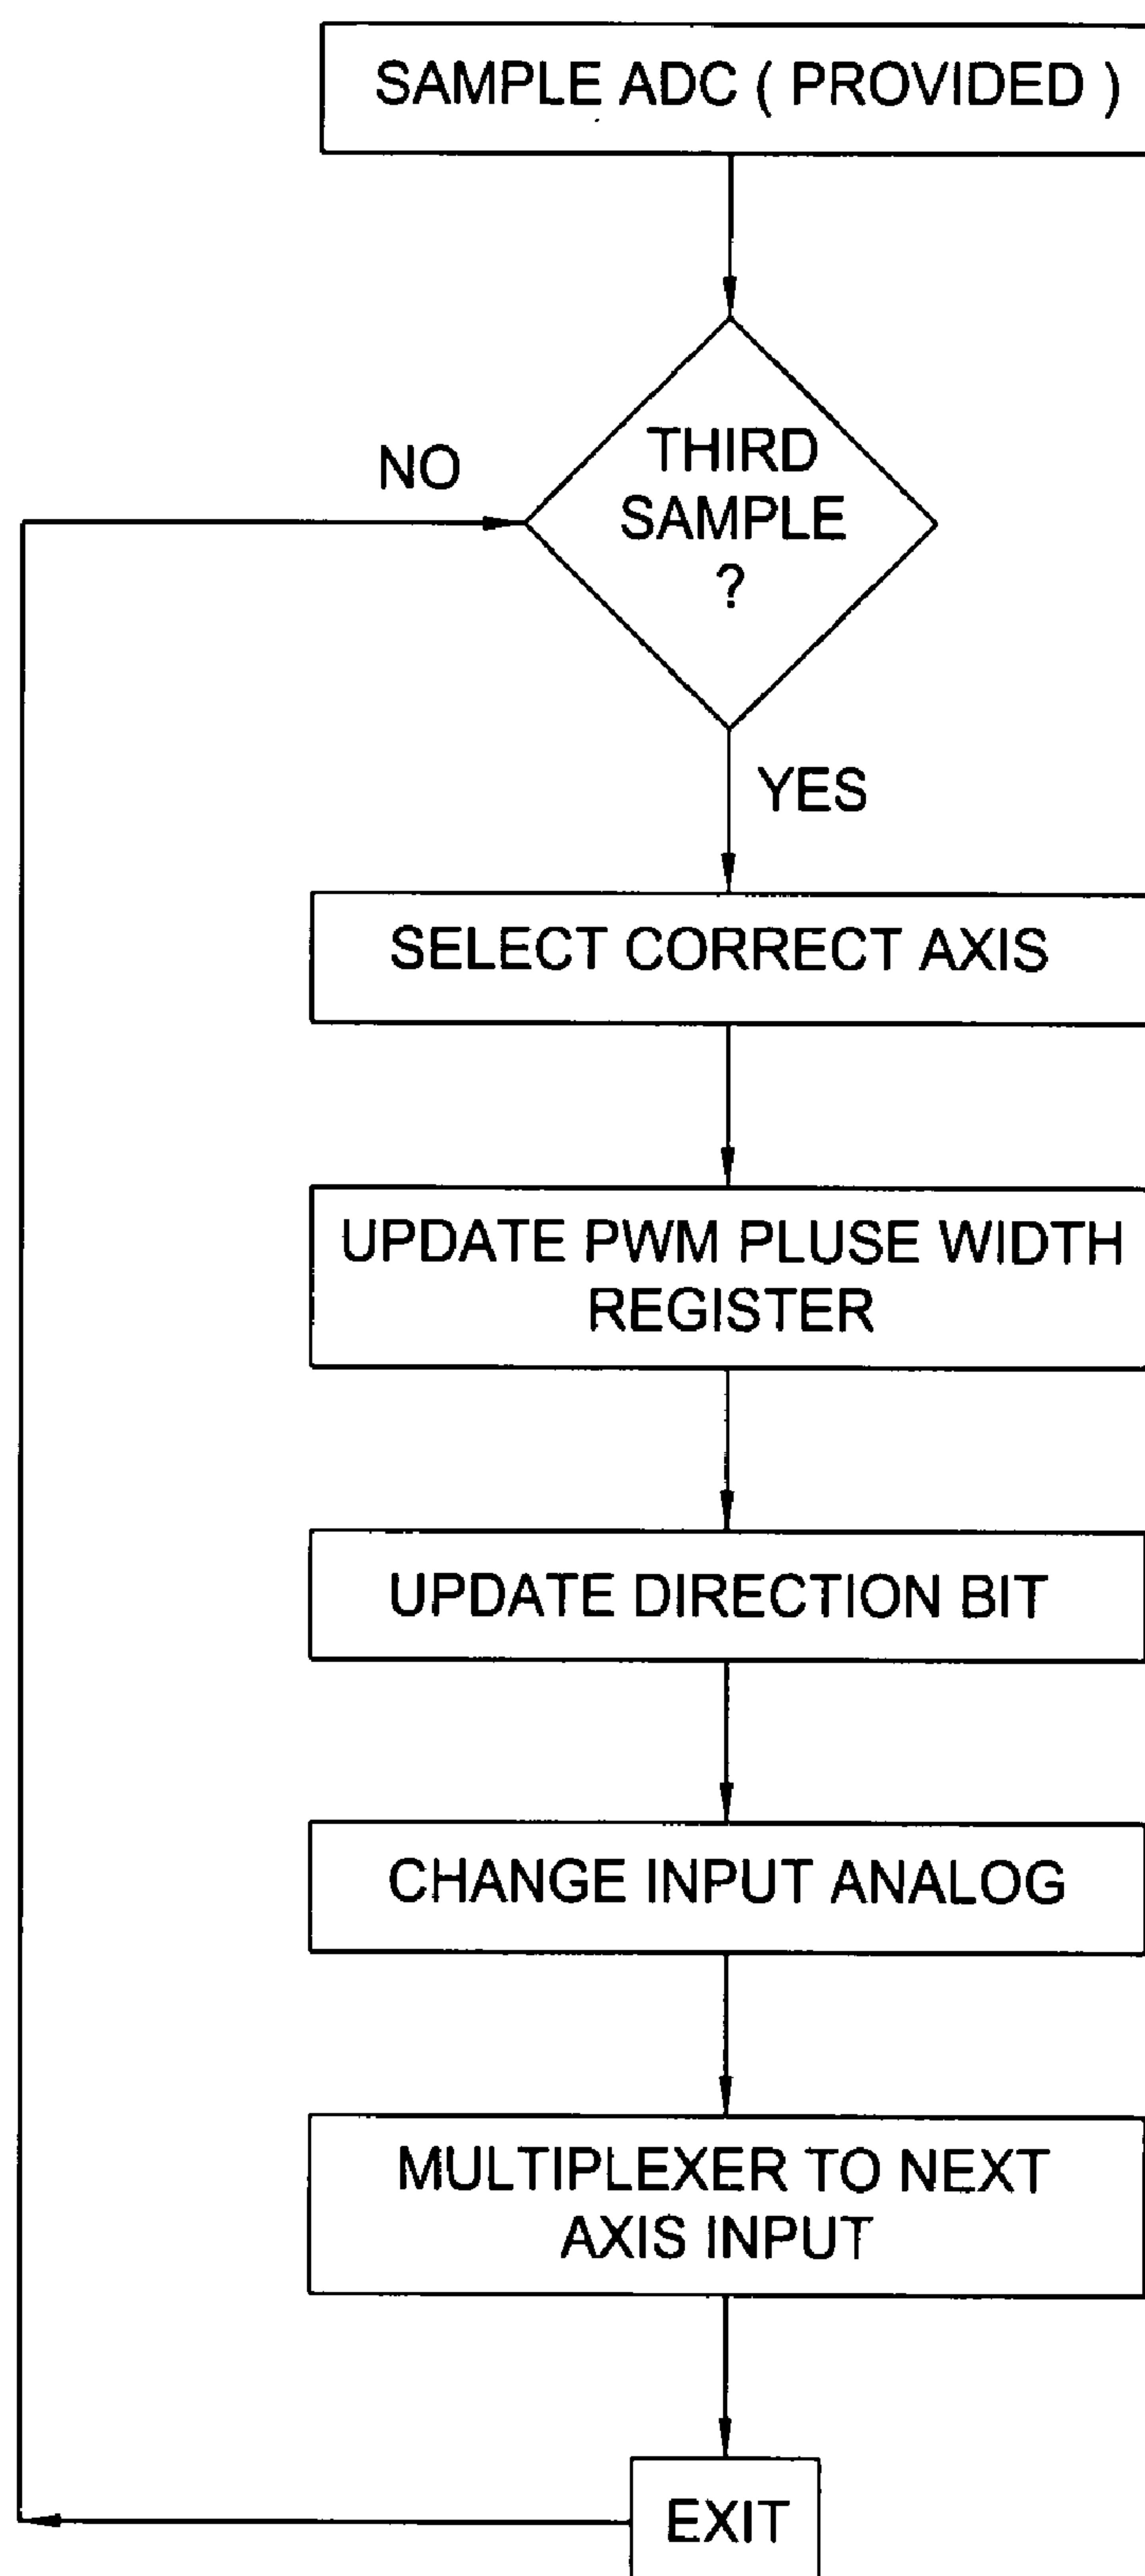 SAMPLE ADC ( PROVIDED )
NO
THIRD
SAMPLE
?
YES
SELECT CORRECT AXIS
UPDATE PWM PLUSE WIDTH
REGISTER
UPDATE DIRECTION BIT
CHANGE INPUT ANALOG
MULTIPLEXER TO NEXT
AXIS INPUT
EXIT